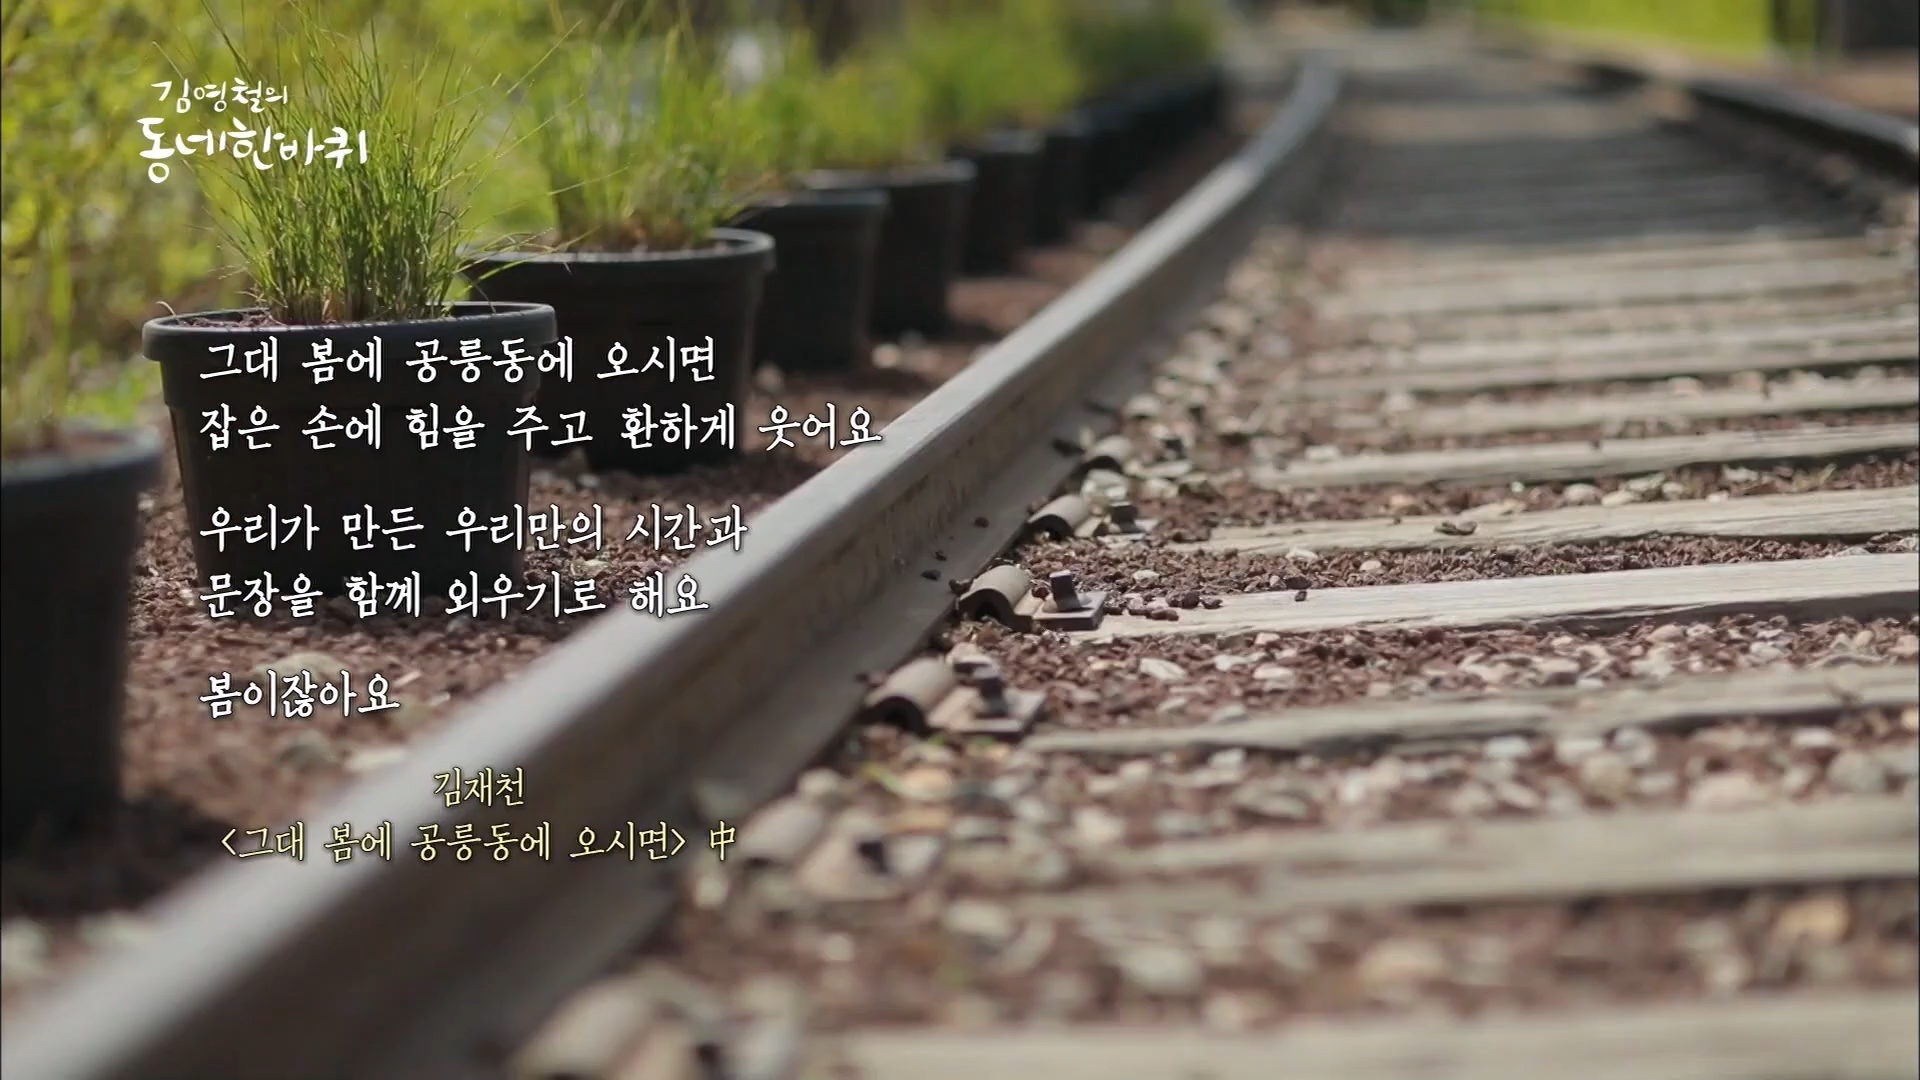 김영철의
동네한바퀴
그대 봄에 공릉동에 오시면
잡은 손에 힘을 주고 환하게 웃어요
우리가 만든 우리만의 시간과
문장을 함께 외우기로 해요
봄이잖아요
김재천
<그대 봄에 공릉동에 오시면> 中